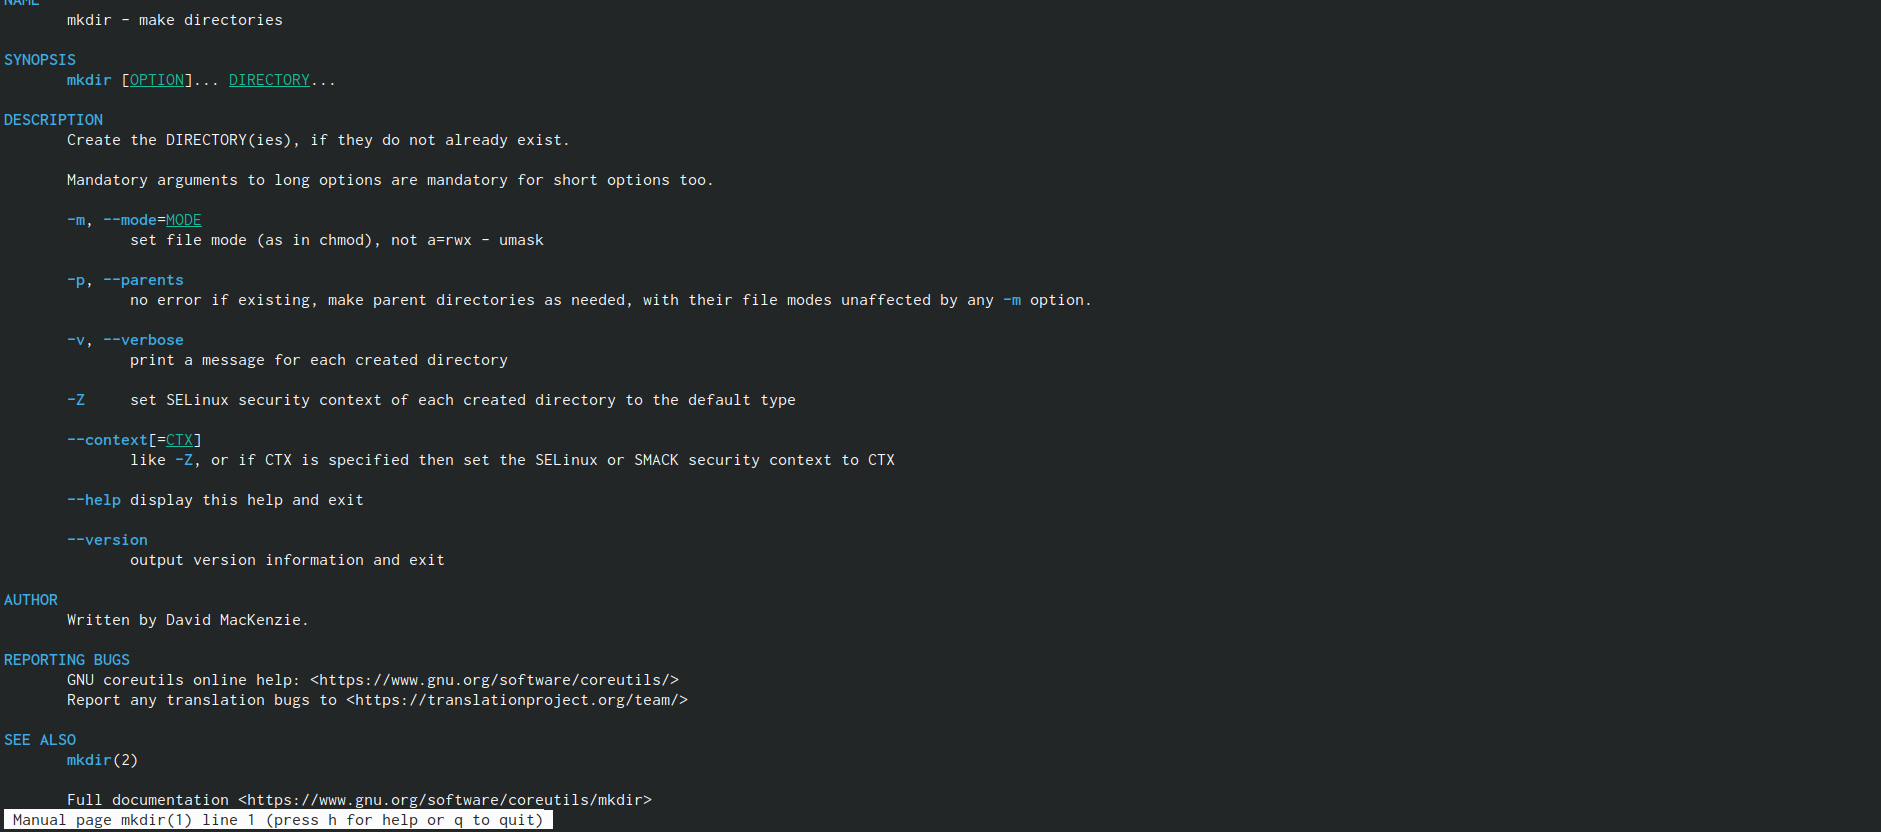 NAME
mkdir - make directories
SYNOPSIS
mkdir [OPTION]... DIRECTORY...
DESCRIPTION
Create the DIRECTORY(ies), if they do not already exist.
Mandatory arguments to long options are mandatory for short options too.
-m, --mode=MODE
set file mode (as in chmod), not a=rwx - umask
-p, --parents
no error if existing, make parent directories as needed, with their file modes unaffected by any -m option.
-v, --verbose
print a message for each created directory
-Z set SELinux security context of each created directory to the default type
--context[=CTX]
like -Z, or if CTX is specified then set the SELinux or SMACK security context to CTX
--help display this help and exit
--version
output version information and exit
AUTHOR
Written by David MacKenzie.
REPORTING BUGS
GNU coreutils online help: <https://www.gnu.org/software/coreutils/>
Report any translation bugs to <https://translationproject.org/team/>
SEE ALSO
mkdir(2)
Full documentation <https://www.gnu.org/software/coreutils/mkdir>
Manual page mkdir(1) line 1 (press h for help or q to quit)